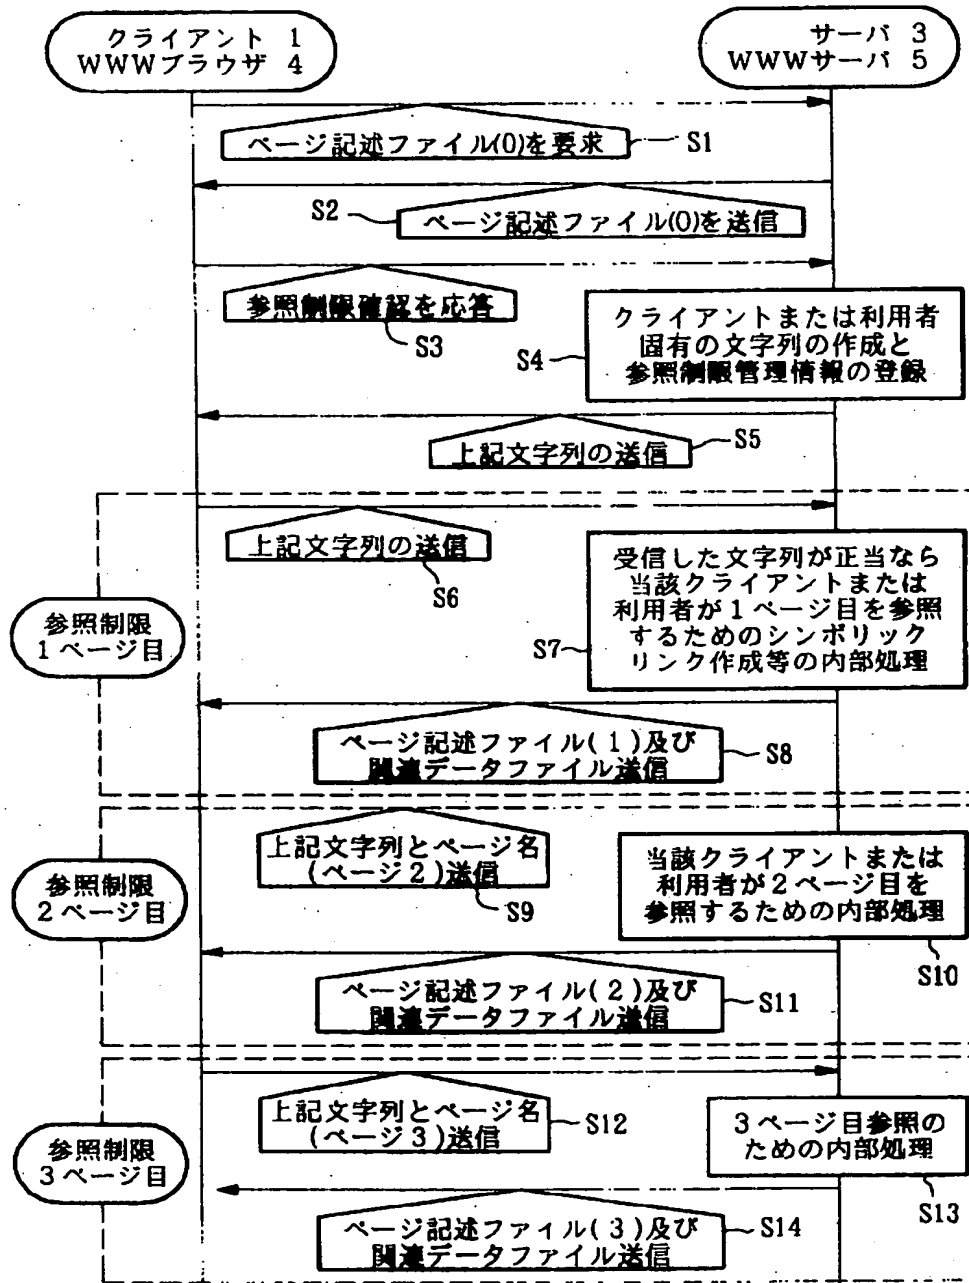 クライアント 1
WWWブラウザ 4
サーバ 3
WWWサーバ 5
ページ記述ファイル(0)を要求
S1
S2
ページ記述ファイル(0)を送信
参照制限確認を応答
S3
S4
クライアントまたは利用者
固有の文字列の作成と
参照制限管理情報の登録
上記文字列の送信
S5
上記文字列の送信
S6
参照制限
1ページ目
S7
受信した文字列が正当なら
当該クライアントまたは
利用者が1ページ目を参照
するためのシンボリック
リンク作成等の内部処理
ページ記述ファイル(1)及び
関連データファイル送信
S8
上記文字列とページ名
(ページ2)送信
S9
参照制限
2ページ目
当該クライアントまたは
利用者が2ページ目を
参照するための内部処理
S10
ページ記述ファイル(2)及び
関連データファイル送信
S11
上記文字列とページ名
(ページ3)送信
S12
参照制限
3ページ目
3ページ目参照の
ための内部処理
S13
ページ記述ファイル(3)及び
関連データファイル送信
S14